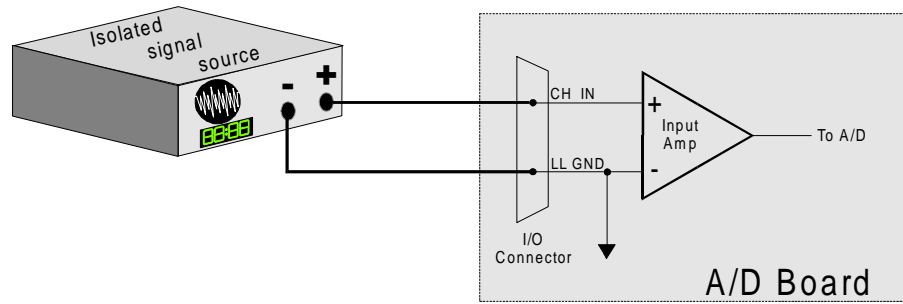 Isolated
signal
source
- +
88:88
CH IN
+
Input
Amp
To A/D
LL GND
-
I/O
Connector
A/D Board